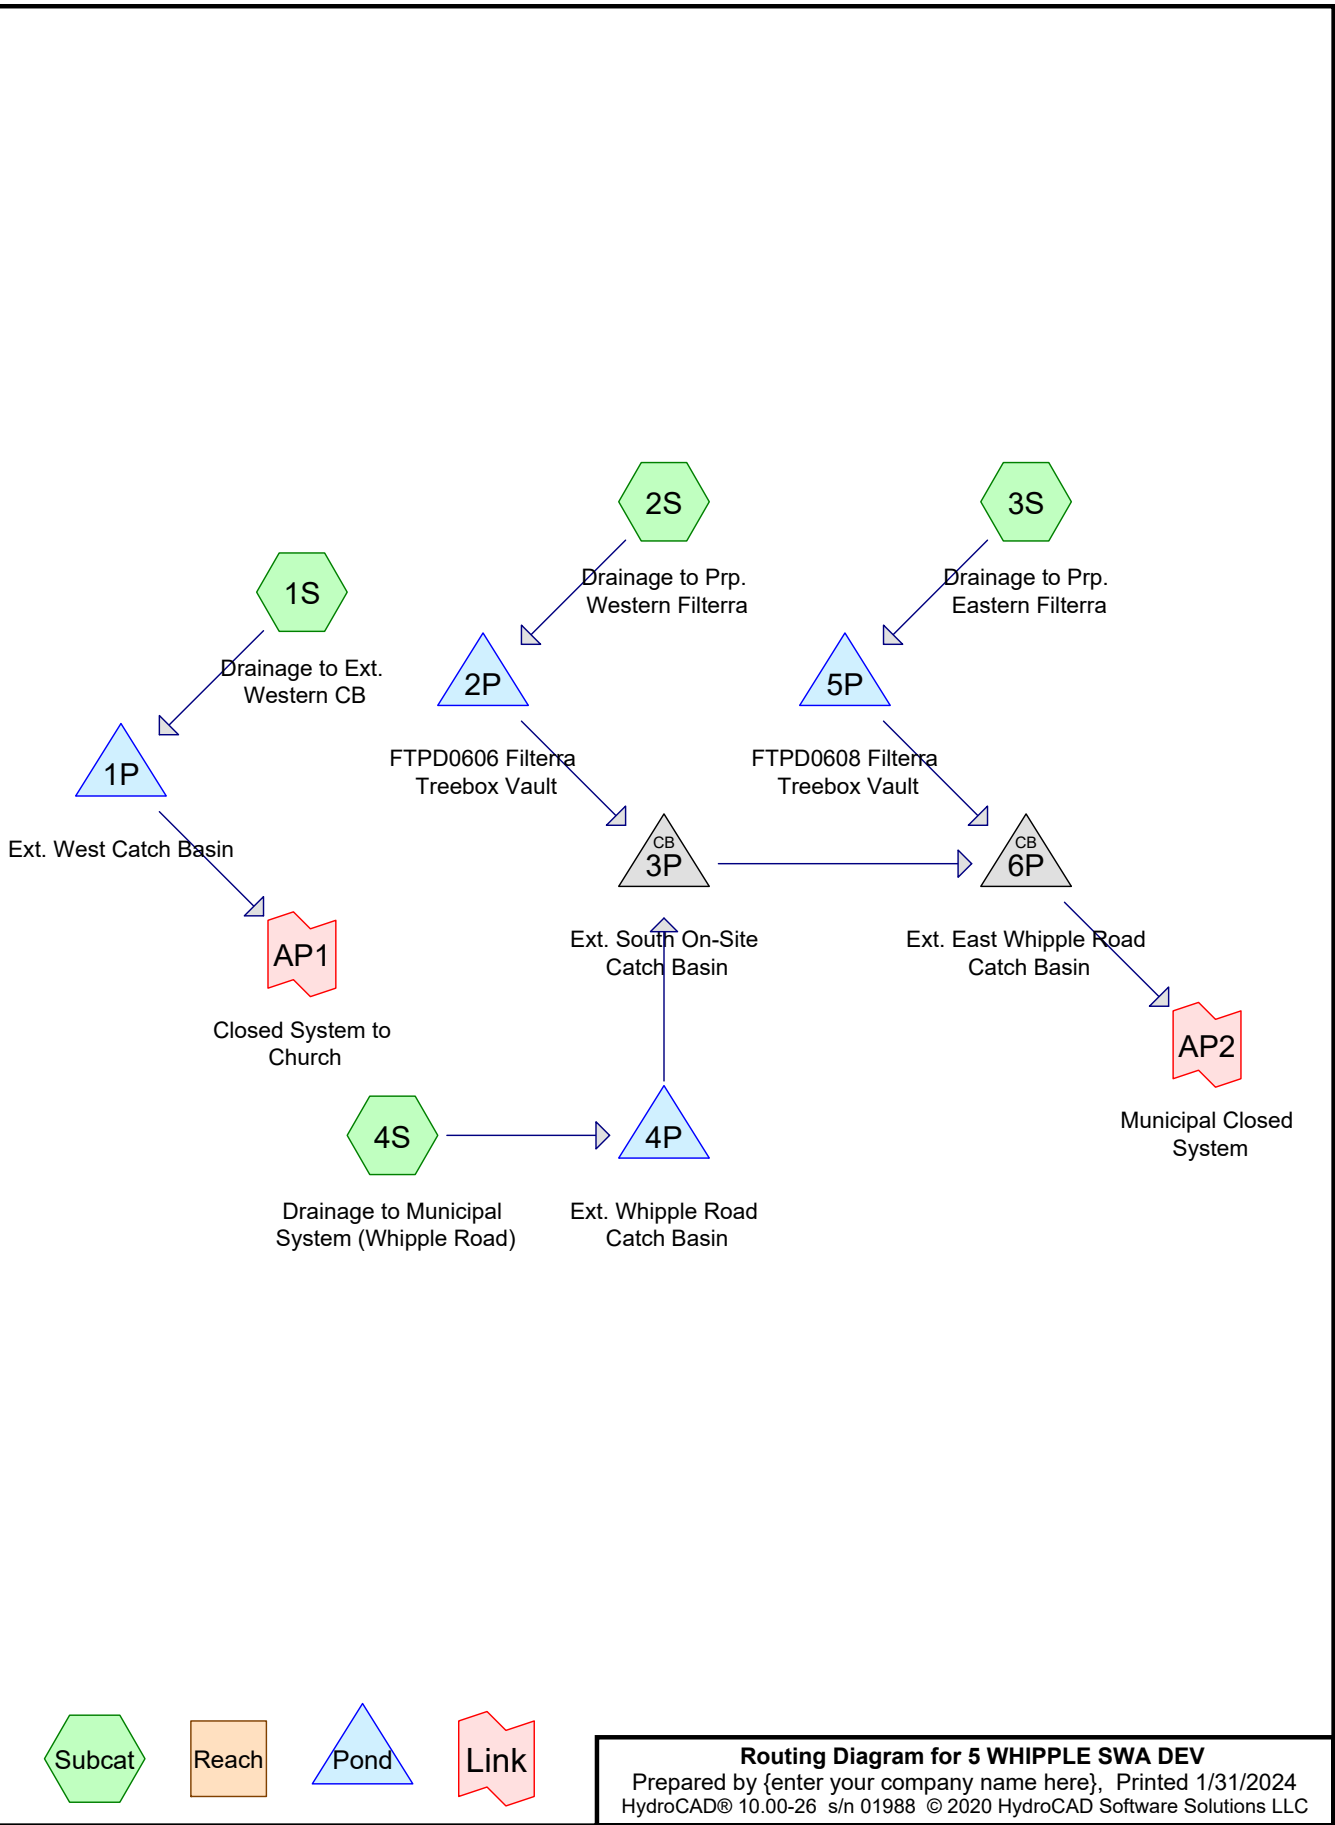 2S
3S
Drainage to Prp.
Western Filterra
Drainage to Prp.
Eastern Filterra
1S
Drainage to Ext.
Western CB
2P
5P
FTPD0606 Filterra
Treebox Vault
FTPD0608 Filterra
Treebox Vault
1P
Ext. West Catch Basin
CB
3P
CB
6P
Ext. South On-Site
Catch Basin
Ext. East Whipple Road
Catch Basin
AP1
Closed System to
Church
AP2
Municipal Closed
System
4S
Drainage to Municipal
System (Whipple Road)
4P
Ext. Whipple Road
Catch Basin
Subcat
Reach
Pond
Link
Routing Diagram for 5 WHIPPLE SWA DEV
Prepared by {enter your company name here}, Printed 1/31/2024
HydroCAD® 10.00-26 s/n 01988 © 2020 HydroCAD Software Solutions LLC